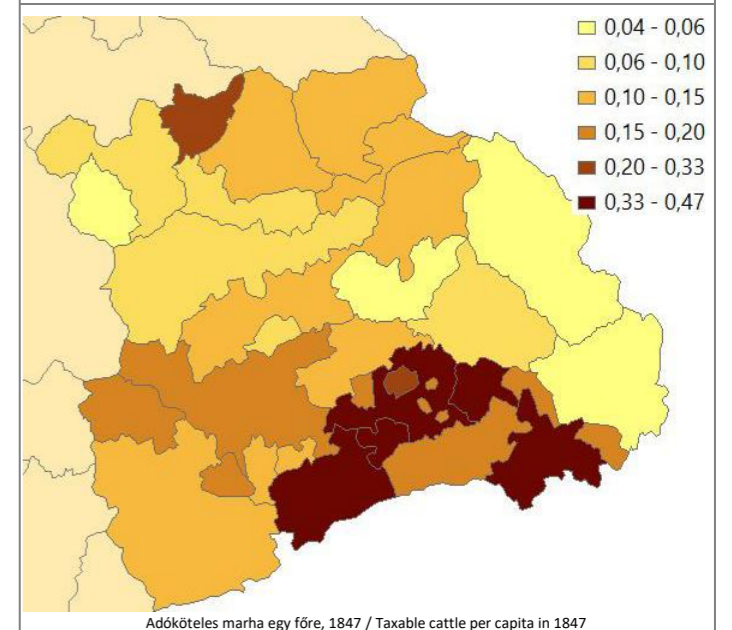 0,04 - 0,06
0,06 - 0,10
0,10 - 0,15
0,15 - 0,20
0,20 - 0,33
0,33 - 0,47
Adóköteles marha egy főre, 1847 / Taxable cattle per capita in 1847